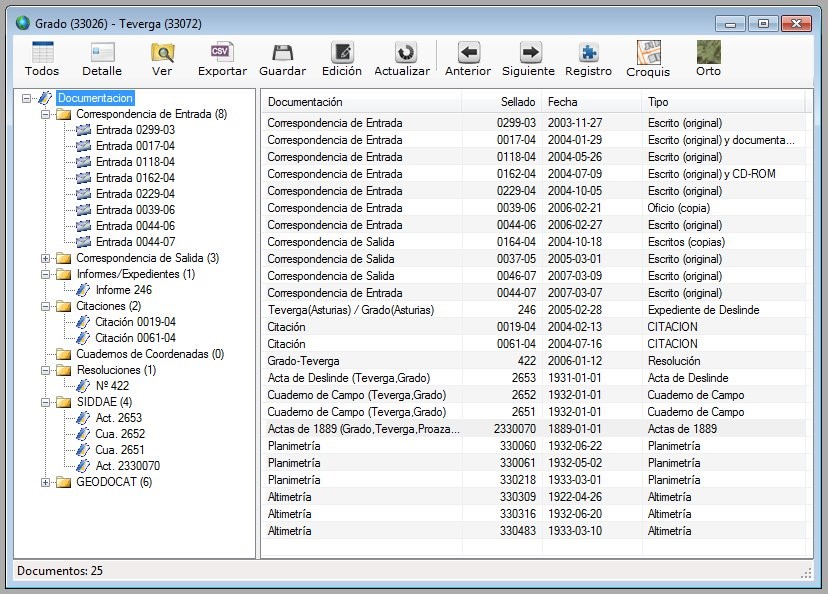 Grado (33026) - Teverga (33072)
Todos Detalle Ver Exportar Guardar Edición Actualizar Anterior Siguiente Registro Croquis Orto
CSV
Documentacion
Correspondencia de Entrada (8)
Entrada 0299-03
Entrada 0017-04
Entrada 0118-04
Entrada 0162-04
Entrada 0229-04
Entrada 0039-06
Entrada 0044-06
Entrada 0044-07
Correspondencia de Salida (3)
Informes/Expedientes (1)
Informe 246
Citaciones (2)
Citación 0019-04
Citación 0061-04
Cuadernos de Coordenadas (0)
Resoluciones (1)
Nº 422
SIDDAE (4)
Act. 2653
Cua. 2652
Cua. 2651
Act. 2330070
GEODOCAT (6)
Documentación Sellado Fecha Tipo
Correspondencia de Entrada 0299-03 2003-11-27 Escrito (original)
Correspondencia de Entrada 0017-04 2004-01-29 Escrito (original) y documenta...
Correspondencia de Entrada 0118-04 2004-05-26 Escrito (original)
Correspondencia de Entrada 0162-04 2004-07-09 Escrito (original) y CD-ROM
Correspondencia de Entrada 0229-04 2004-10-05 Escrito (original)
Correspondencia de Entrada 0039-06 2006-02-21 Oficio (copia)
Correspondencia de Entrada 0044-06 2006-02-27 Escrito (original)
Correspondencia de Salida 0164-04 2004-10-18 Escritos (copias)
Correspondencia de Salida 0037-05 2005-03-01 Escrito (original)
Correspondencia de Salida 0046-07 2007-03-09 Escrito (original)
Correspondencia de Entrada 0044-07 2007-03-07 Escrito (original)
Teverga(Asturias) / Grado(Asturias) 246 2005-02-28 Expediente de Deslinde
Citación 0019-04 2004-02-13 CITACION
Citación 0061-04 2004-07-16 CITACION
Grado-Teverga 422 2006-01-12 Resolución
Acta de Deslinde (Teverga,Grado) 2653 1931-01-01 Acta de Deslinde
Cuaderno de Campo (Teverga,Grado) 2652 1932-01-01 Cuaderno de Campo
Cuaderno de Campo (Teverga,Grado) 2651 1932-01-01 Cuaderno de Campo
Actas de 1889 (Grado,Teverga,Proaza... 2330070 1889-01-01 Actas de 1889
Planimetría 330060 1932-06-22 Planimetría
Planimetría 330061 1932-05-02 Planimetría
Planimetría 330218 1933-03-01 Planimetría
Altimetría 330309 1922-04-26 Altimetría
Altimetría 330316 1932-06-20 Altimetría
Altimetría 330483 1933-03-10 Altimetría
Documentos: 25